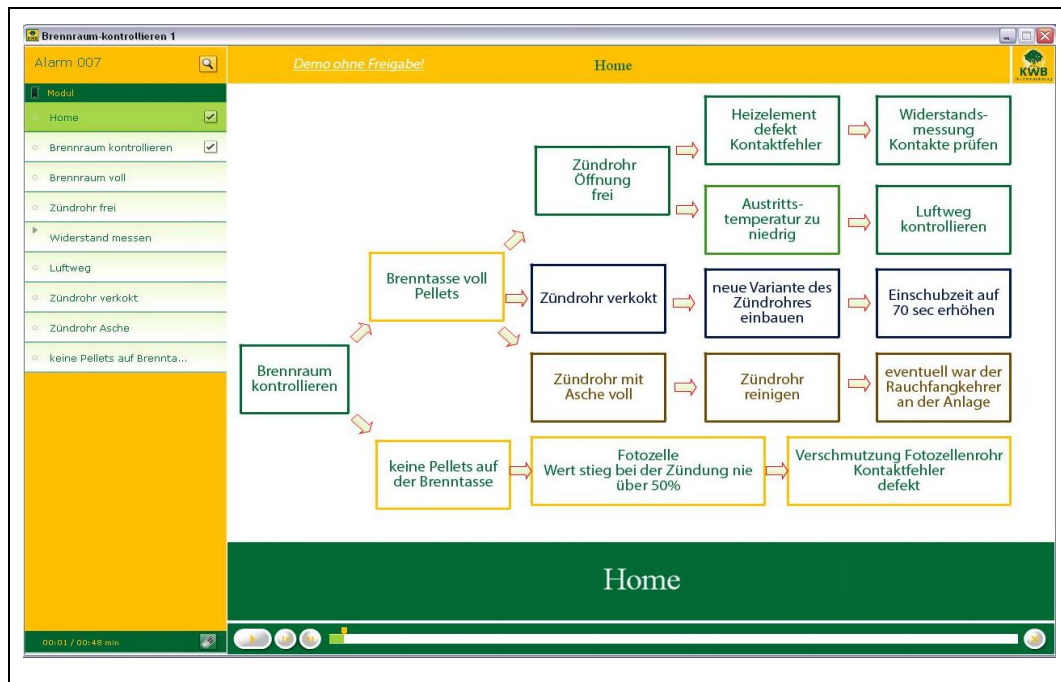 Brennraum-kontrollieren 1
Alarm 007
Modul
Home
Brennraum kontrollieren
Brennraum voll
Zündrohr frei
Widerstand messen
Luftweg
Zündrohr verkokt
Zündrohr Asche
keine Pellets auf Brennta...
00:01 / 00:48 min
Demo ohne Freigabe!
Home
KWB
Brennraum
kontrollieren
Brenntasse voll
Pellets
Zündrohr
Öffnung
frei
Heizelement
defekt
Kontaktfehler
Widerstands-
messung
Kontakte prüfen
Austritts-
temperatur zu
niedrig
Luftweg
kontrollieren
Zündrohr verkokt
neue Variante des
Zündrohres
einbauen
Einschubzeit auf
70 sec erhöhen
Zündrohr mit
Asche voll
Zündrohr
reinigen
eventuell war der
Rauchfangkehrer
an der Anlage
keine Pellets auf
der Brenntasse
Fotozelle
Wert stieg bei der Zündung nie
über 50%
Verschmutzung Fotozellenrohr
Kontaktfehler
defekt
Home